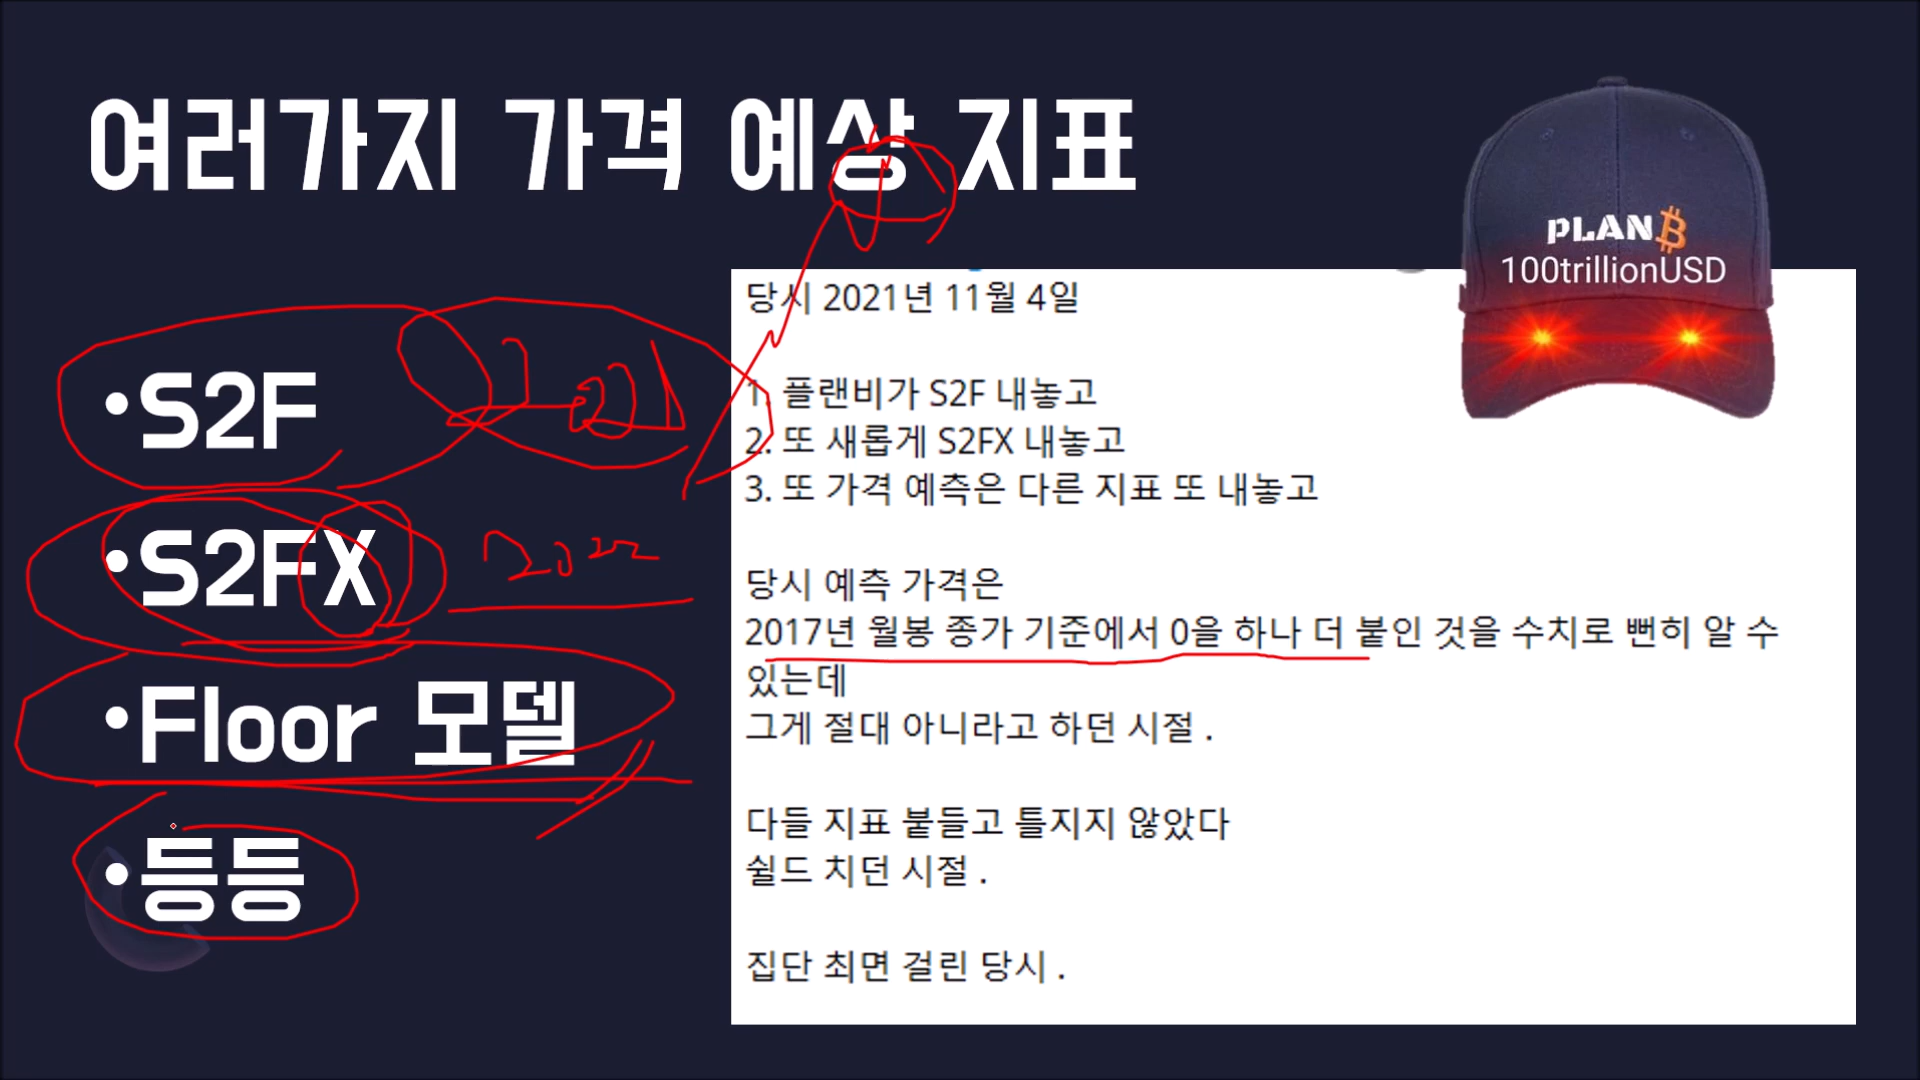 여러가지 가격 예상 지표
PLAN₿
100trillionUSD
•S2F
2021
•S2FX
2022
•Floor 모델
•등등
당시 2021년 11월 4일
1. 플랜비가 S2F 내놓고
2. 또 새롭게 S2FX 내놓고
3. 또 가격 예측은 다른 지표 또 내놓고
당시 예측 가격은
2017년 월봉 종가 기준에서 0을 하나 더 붙인 것을 수치로 뻔히 알 수
있는데
그게 절대 아니라고 하던 시절 .
다들 지표 붙들고 틀지지 않았다
쉴드 치던 시절 .
집단 최면 걸린 당시 .